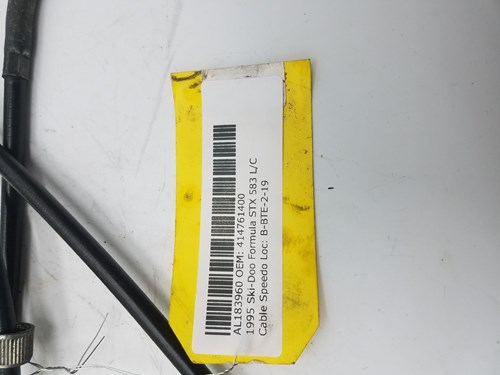 AL183960 OEM: 414761400
1995 Ski-Doo Formula STX 583 L/C
Cable Speedo Loc: B-BTE-2-19